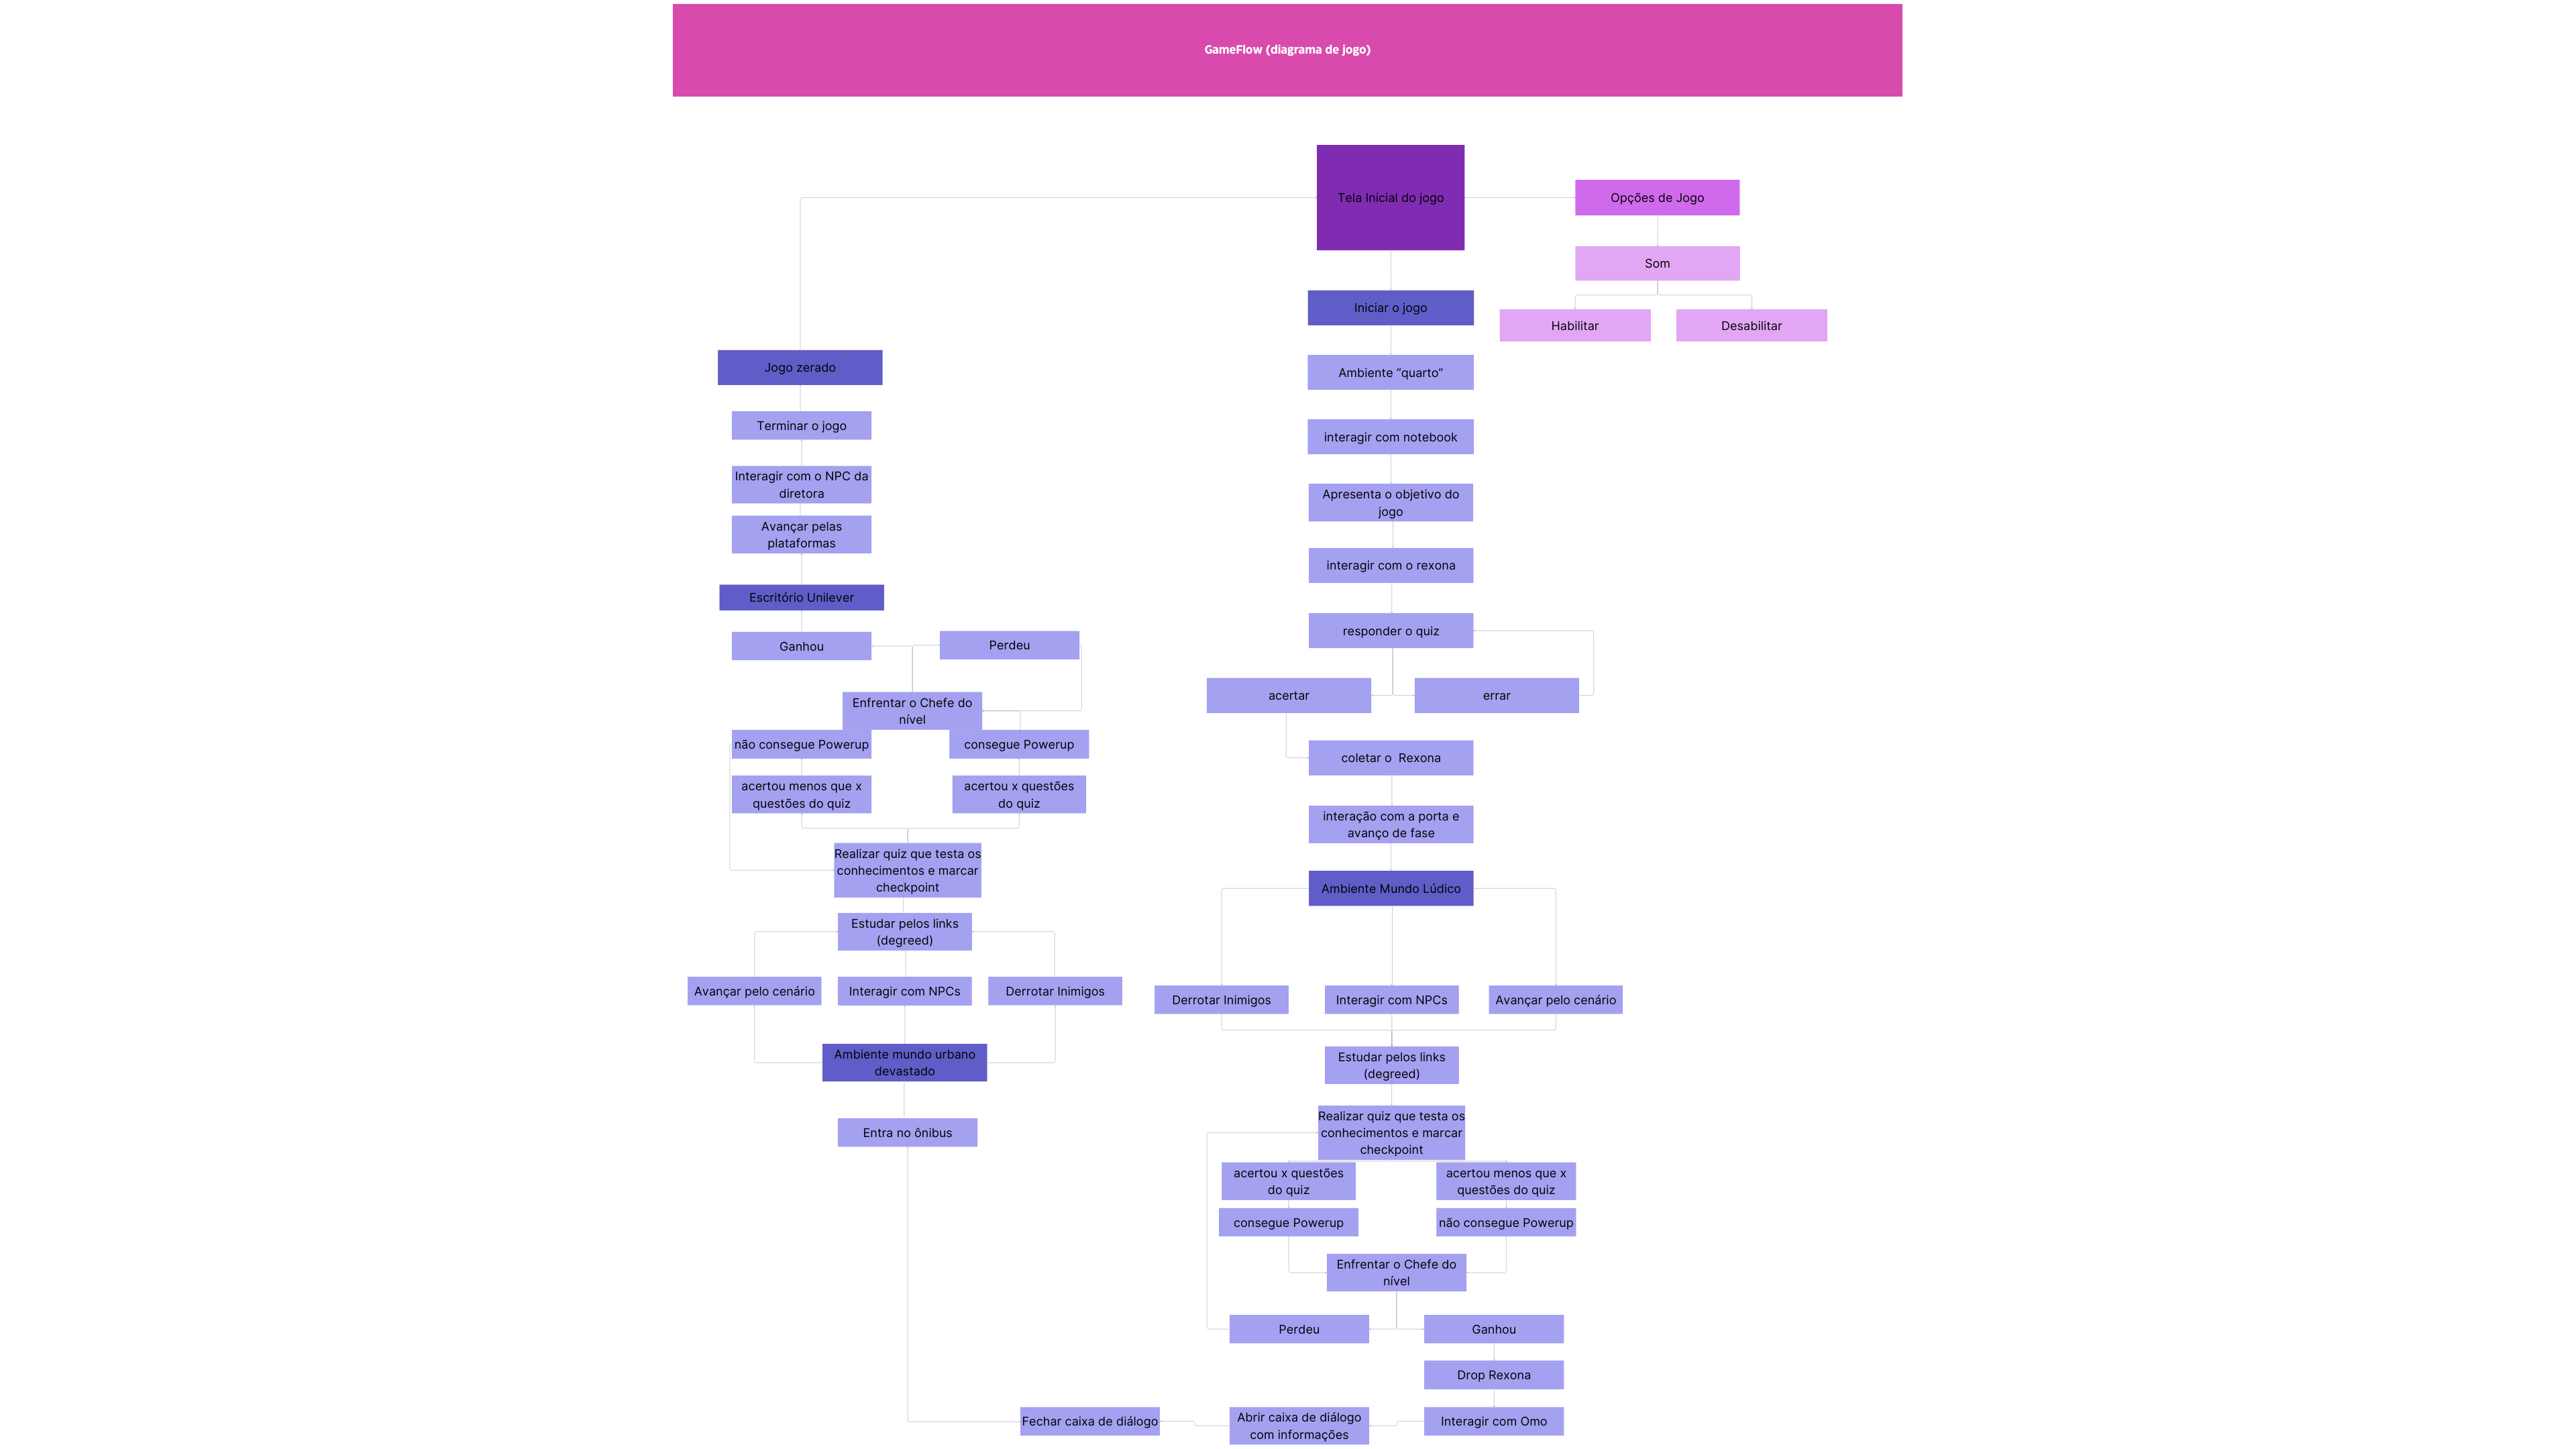 GameFlow (diagrama de jogo)
Tela Inicial do jogo
Opções de Jogo
Som
Habilitar
Desabilitar
Iniciar o jogo
Ambiente “quarto”
interagir com notebook
Apresenta o objetivo do
jogo
interagir com o rexona
responder o quiz
acertar
errar
coletar o  Rexona
interação com a porta e
avanço de fase
Ambiente Mundo Lúdico
Derrotar Inimigos
Interagir com NPCs
Avançar pelo cenário
Estudar pelos links
(degreed)
Realizar quiz que testa os
conhecimentos e marcar
checkpoint
acertou x questões
do quiz
acertou menos que x
questões do quiz
consegue Powerup
não consegue Powerup
Enfrentar o Chefe do
nível
Perdeu
Ganhou
Drop Rexona
Interagir com Omo
Abrir caixa de diálogo
com informações
Fechar caixa de diálogo
Entra no ônibus
Ambiente mundo urbano
devastado
Avançar pelo cenário
Interagir com NPCs
Derrotar Inimigos
Estudar pelos links
(degreed)
Realizar quiz que testa os
conhecimentos e marcar
checkpoint
acertou menos que x
questões do quiz
acertou x questões
do quiz
não consegue Powerup
consegue Powerup
Enfrentar o Chefe do
nível
Ganhou
Perdeu
Escritório Unilever
Avançar pelas
plataformas
Interagir com o NPC da
diretora
Terminar o jogo
Jogo zerado